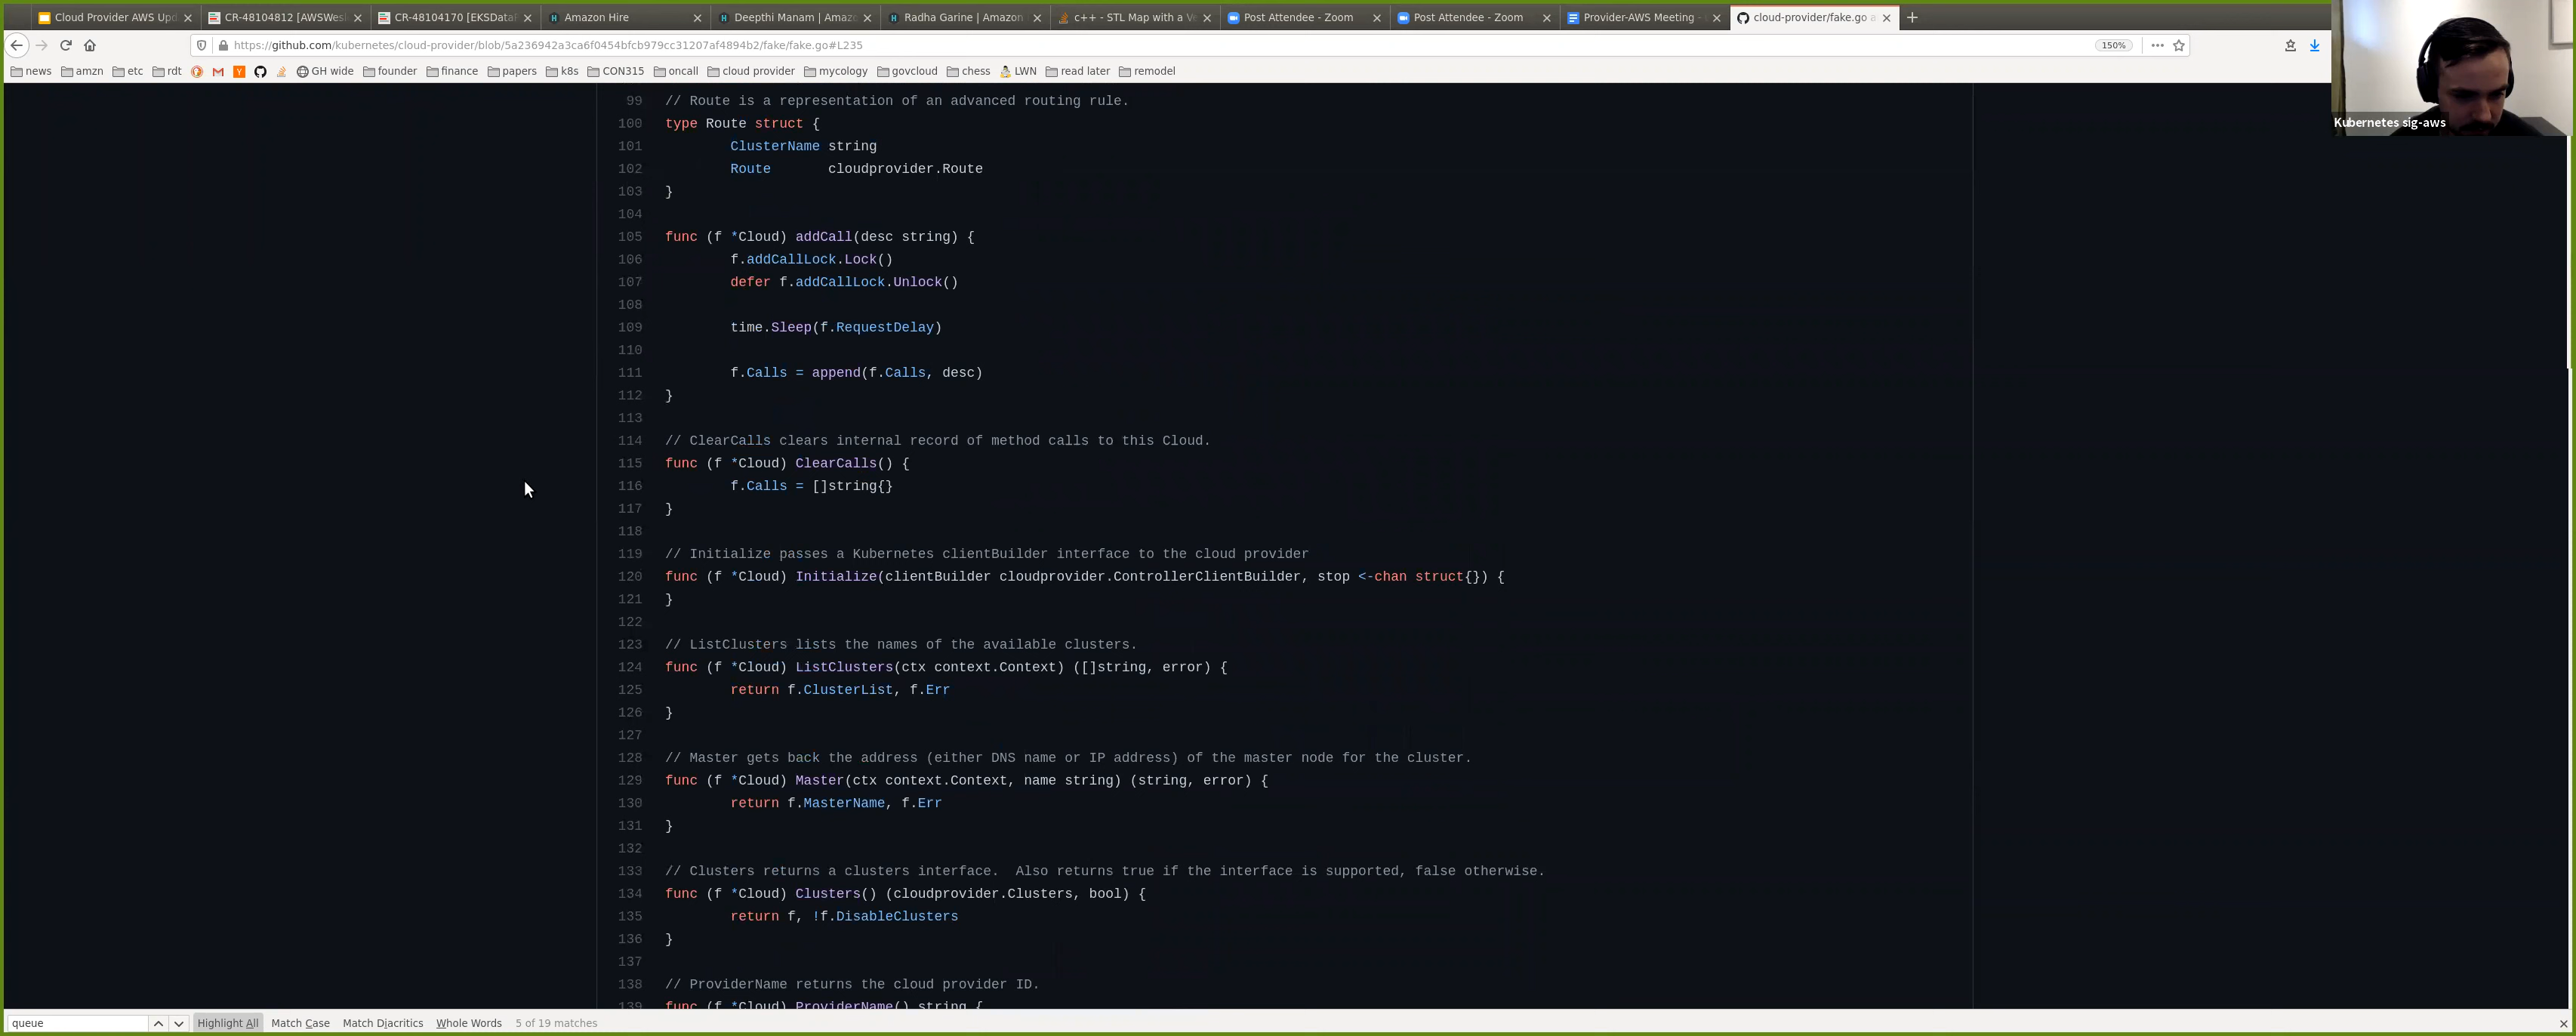 Cloud Provider AWS Upd
CR-48104812 [AWSWes
CR-48104170 [EKSData
Amazon Hire
Deepthi Manam | Amaz
Radha Garine | Amazon
c++ - STL Map with a V
Post Attendee - Zoom
Post Attendee - Zoom
Provider-AWS Meeting -
cloud-provider/fake.go a
https://github.com/kubernetes/cloud-provider/blob/5a236942a3ca6f0454bfcb979cc31207af4894b2/fake/fake.go#L235
150%
news amzn etc rdt GH wide founder finance papers k8s CON315 oncall cloud provider mycology govcloud chess LWN read later remodel
Kubernetes sig-aws
99 // Route is a representation of an advanced routing rule.
100 type Route struct {
101 ClusterName string
102 Route cloudprovider.Route
103 }
104
105 func (f *Cloud) addCall(desc string) {
106 f.addCallLock.Lock()
107 defer f.addCallLock.Unlock()
108
109 time.Sleep(f.RequestDelay)
110
111 f.Calls = append(f.Calls, desc)
112 }
113
114 // ClearCalls clears internal record of method calls to this Cloud.
115 func (f *Cloud) ClearCalls() {
116 f.Calls = []string{}
117 }
118
119 // Initialize passes a Kubernetes clientBuilder interface to the cloud provider
120 func (f *Cloud) Initialize(clientBuilder cloudprovider.ControllerClientBuilder, stop <-chan struct{}) {
121 }
122
123 // ListClusters lists the names of the available clusters.
124 func (f *Cloud) ListClusters(ctx context.Context) ([]string, error) {
125 return f.ClusterList, f.Err
126 }
127
128 // Master gets back the address (either DNS name or IP address) of the master node for the cluster.
129 func (f *Cloud) Master(ctx context.Context, name string) (string, error) {
130 return f.MasterName, f.Err
131 }
132
133 // Clusters returns a clusters interface.  Also returns true if the interface is supported, false otherwise.
134 func (f *Cloud) Clusters() (cloudprovider.Clusters, bool) {
135 return f, !f.DisableClusters
136 }
137
138 // ProviderName returns the cloud provider ID.
139 func (f *Cloud) ProviderName() string {
queue Highlight All Match Case Match Diacritics Whole Words 5 of 19 matches